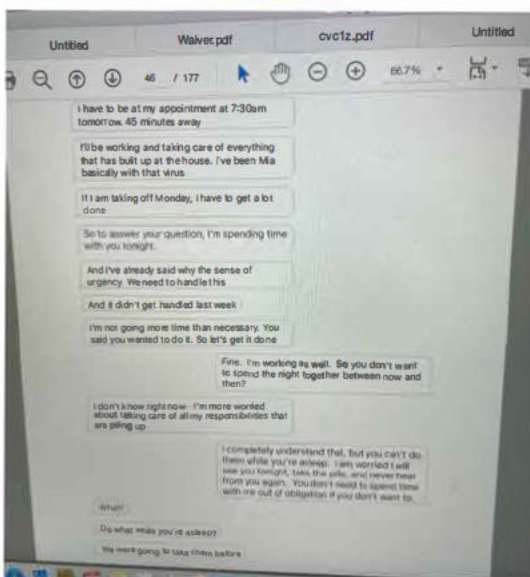 Untitled
Waiver.pdf
cvc1z.pdf
Untitled
46 / 177
66.7%
I have to be at my appointment at 7:30am
tomorrow. 45 minutes away
I'll be working and taking care of everything
that has built up at the house. I've been Mia
basically with that virus
If I am taking off Monday, I have to get a lot
done
So to answer your question, I'm spending time
with you tonight.
And I've already said why the sense of
urgency. We need to handle this
And it didn't get handled last week
I'm not going more time than necessary. You
said you wanted to do it. So let's get it done
Fine. I'm working as well. So you don't want
to spend the night together between now and
then?
I don't know right now. I'm more worried
about taking care of all my responsibilities that
are piling up
I completely understand that, but you can't do
them while you're asleep. I am worried I will
see you tonight, take the pills, and never hear
from you again. You don't need to spend time
with me out of obligation if you don't want to.
What?
Do what while you're asleep?
We were going to take them before